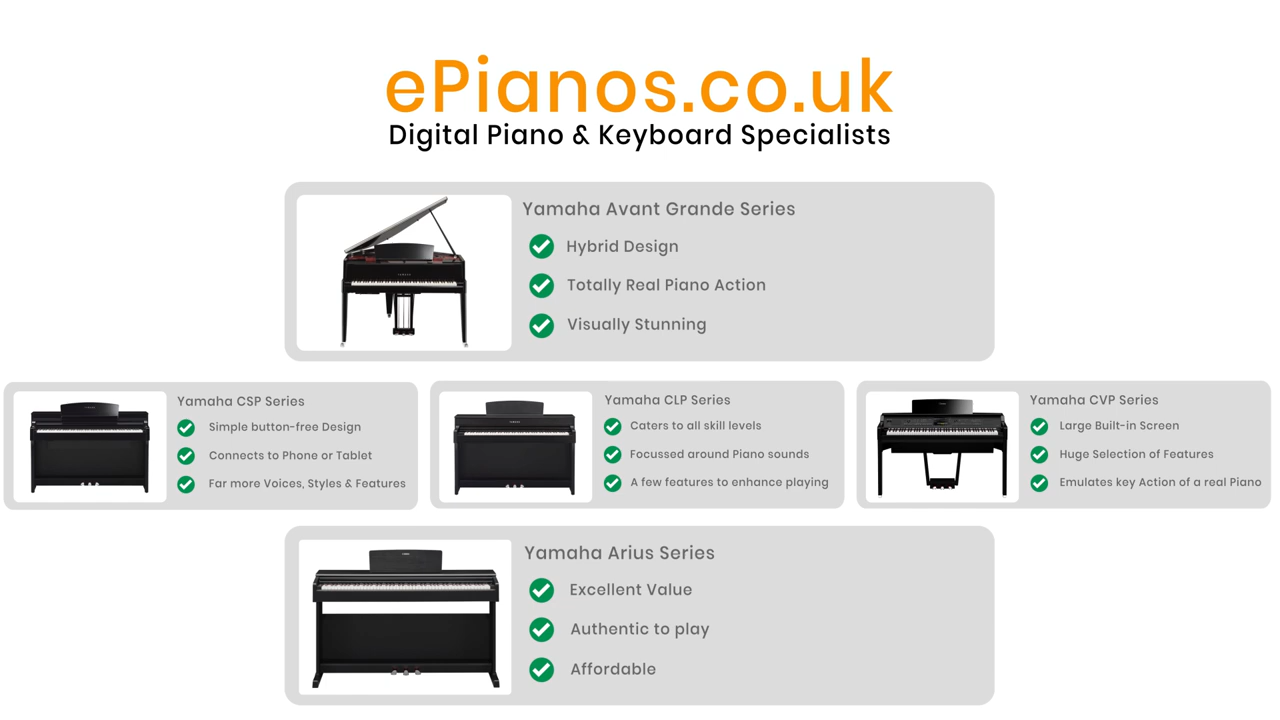 ePianos.co.uk
Digital Piano & Keyboard Specialists
Yamaha Avant Grande Series
Hybrid Design
Totally Real Piano Action
Visually Stunning
Yamaha CSP Series
Simple button-free Design
Connects to Phone or Tablet
Far more Voices, Styles & Features
Yamaha CLP Series
Caters to all skill levels
Focussed around Piano sounds
A few features to enhance playing
Yamaha CVP Series
Large Built-in Screen
Huge Selection of Features
Emulates key Action of a real Piano
Yamaha Arius Series
Excellent Value
Authentic to play
Affordable